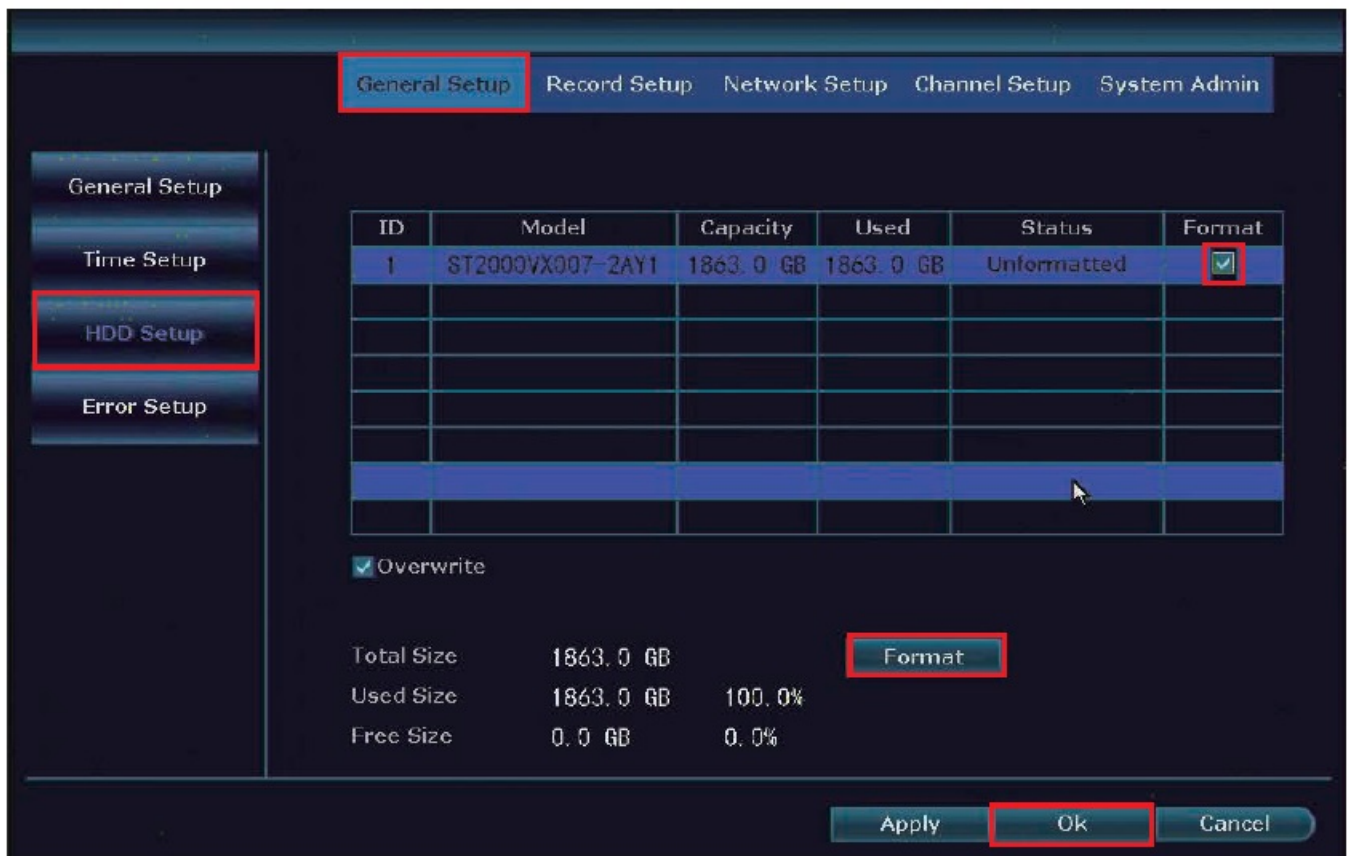 General Setup Record Setup Network Setup Channel Setup System Admin
General Setup
Time Setup
HDD Setup
Error Setup
ID Model Capacity Used Status Format
1 ST2000VX007-2AY1 1863.0 GB 1863.0 GB Unformatted
Overwrite
Total Size 1863.0 GB Format
Used Size 1863.0 GB 100.0%
Free Size 0.0 GB 0.0%
Apply Ok Cancel